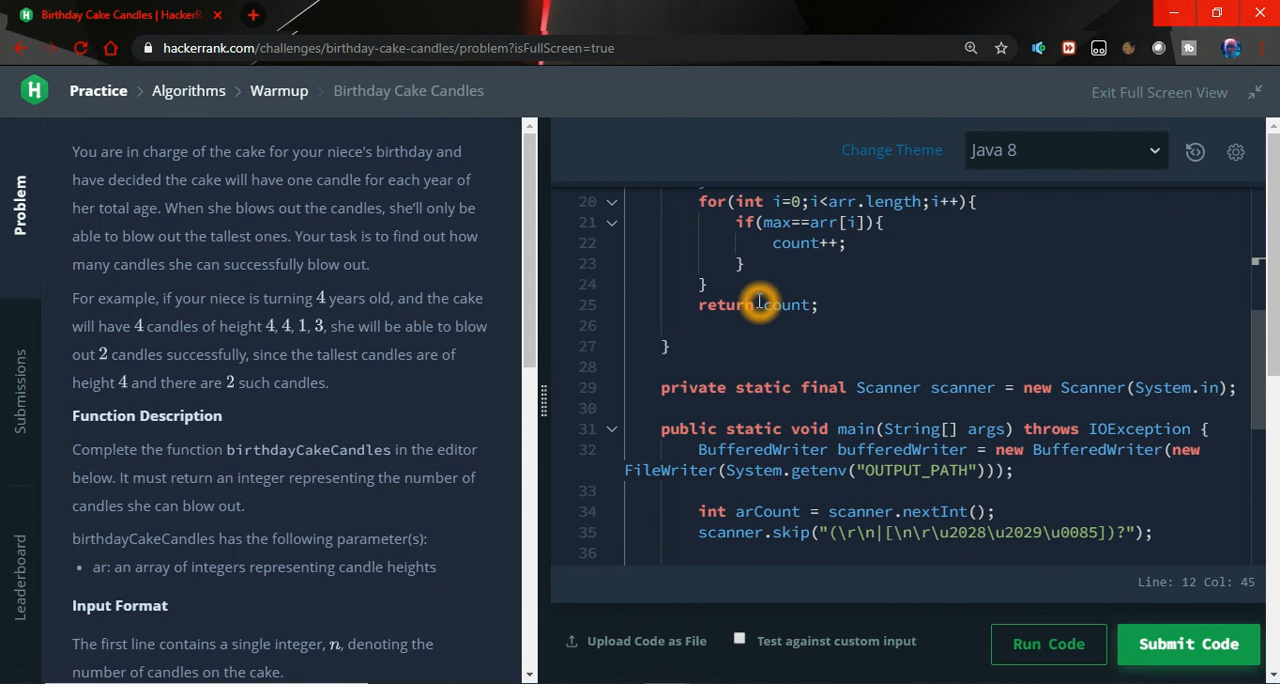 Birthday Cake Candles | HackerR
hackerrank.com/challenges/birthday-cake-candles/problem?isFullScreen=true
H Practice > Algorithms > Warmup > Birthday Cake Candles
Exit Full Screen View
Problem
Submissions
Leaderboard
You are in charge of the cake for your niece's birthday and
have decided the cake will have one candle for each year of
her total age. When she blows out the candles, she'll only be
able to blow out the tallest ones. Your task is to find out how
many candles she can successfully blow out.
For example, if your niece is turning 4 years old, and the cake
will have 4 candles of height 4, 4, 1, 3, she will be able to blow
out 2 candles successfully, since the tallest candles are of
height 4 and there are 2 such candles.
Function Description
Complete the function birthdayCakeCandles in the editor
below. It must return an integer representing the number of
candles she can blow out.
birthdayCakeCandles has the following parameter(s):
• ar: an array of integers representing candle heights
Input Format
The first line contains a single integer, n, denoting the
number of candles on the cake.
Change Theme
Java 8
20 for(int i=0;i<arr.length;i++){
21 if(max==arr[i]){
22 count++;
23 }
24 }
25 return count;
26
27 }
28
29 private static final Scanner scanner = new Scanner(System.in);
30
31 public static void main(String[] args) throws IOException {
32 BufferedWriter bufferedWriter = new BufferedWriter(new
FileWriter(System.getenv("OUTPUT_PATH")));
33
34 int arCount = scanner.nextInt();
35 scanner.skip("(\r\n|[\n\r\u2028\u2029\u0085])?");
36
Line: 12 Col: 45
Upload Code as File
Test against custom input
Run Code
Submit Code